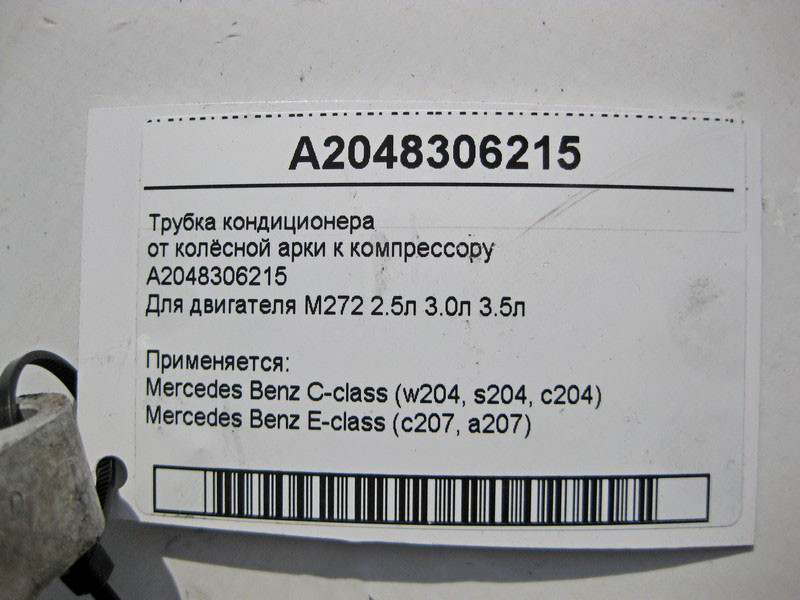 A2048306215
Трубка кондиционера
от колёсной арки к компрессору
A2048306215
Для двигателя M272 2.5л 3.0л 3.5л
Применяется:
Mercedes Benz C-class (w204, s204, c204)
Mercedes Benz E-class (c207, a207)